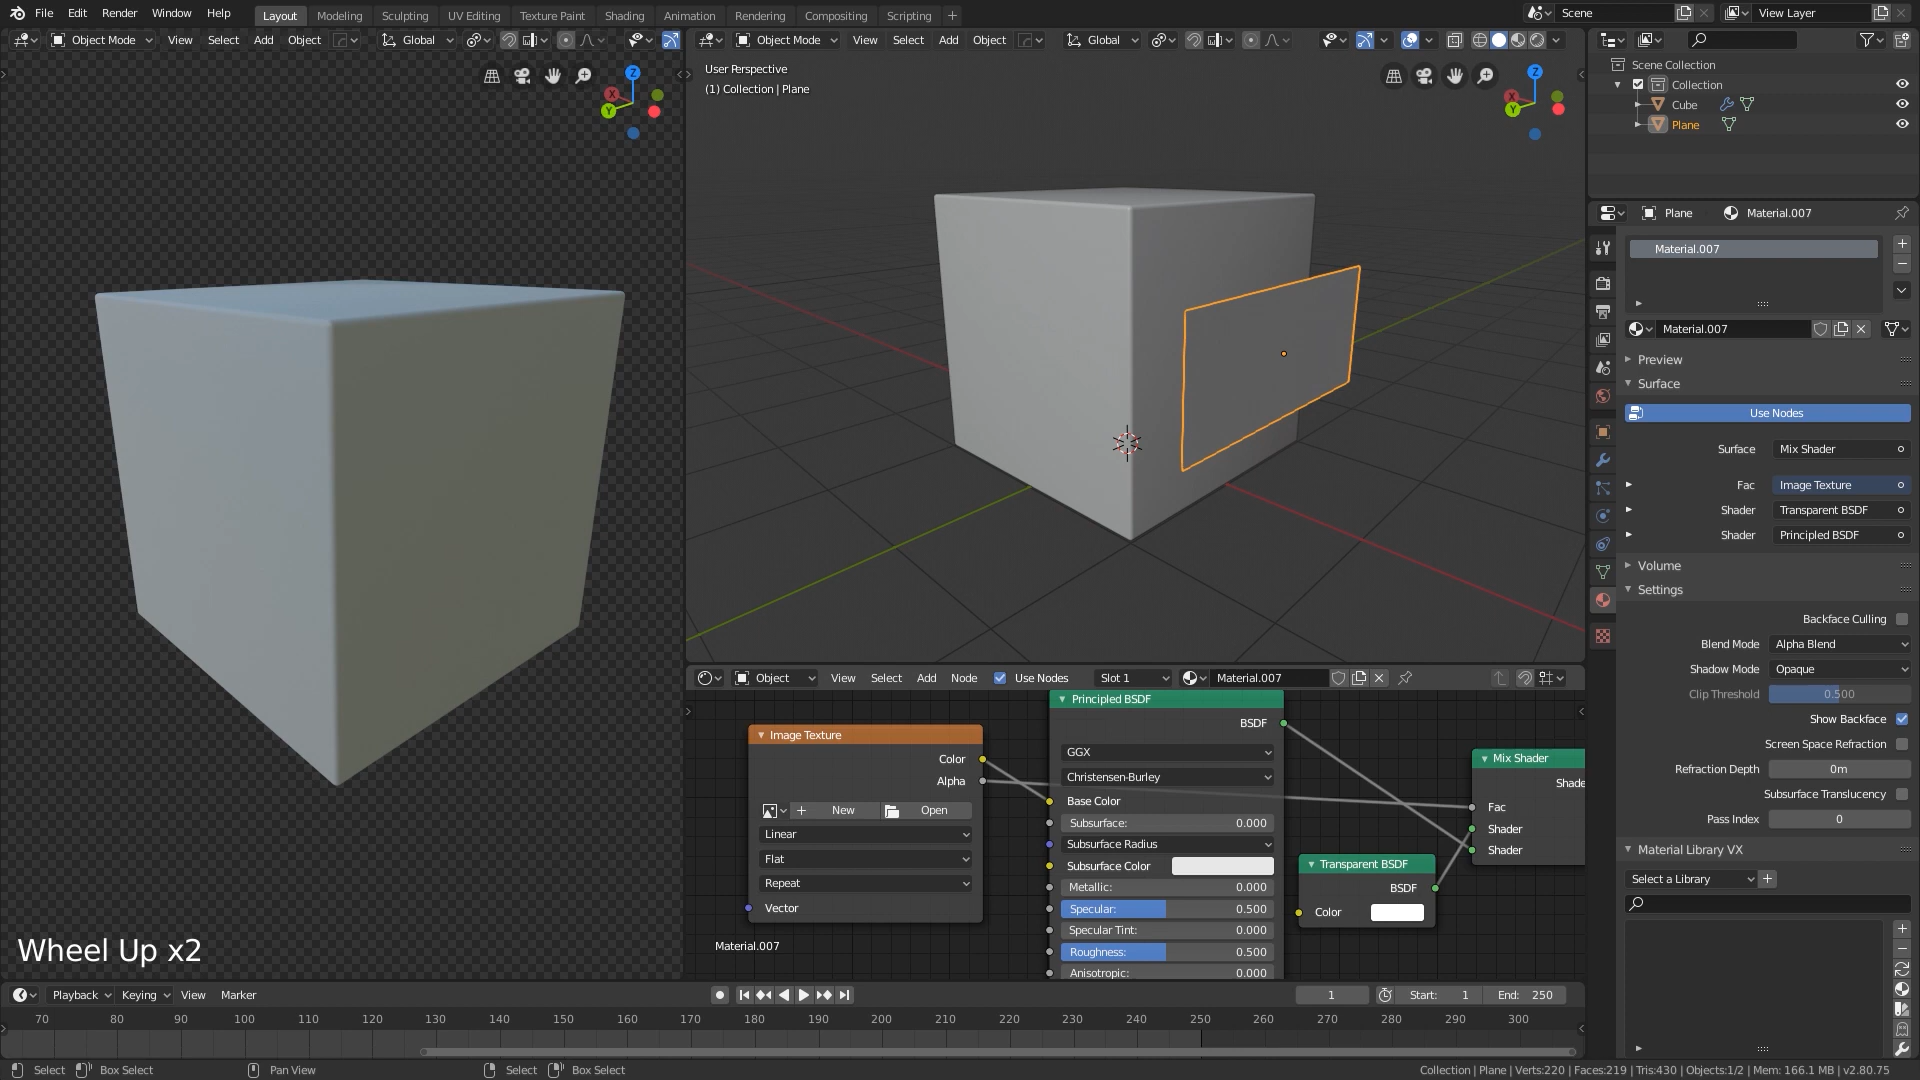 File Edit Render Window Help Layout Modeling Sculpting UV Editing Texture Paint Shading Animation Rendering Compositing Scripting + Scene View Layer
Object Mode View Select Add Object Global
Object Mode View Select Add Object Global
User Perspective
(1) Collection | Plane
Z
X
Y
Z
X
Y
Scene Collection
Collection
Cube
Plane
Plane Material.007
Material.007
Material.007
Preview
Surface
Use Nodes
Surface Mix Shader
Fac Image Texture
Shader Transparent BSDF
Shader Principled BSDF
Volume
Settings
Backface Culling
Blend Mode Alpha Blend
Shadow Mode Opaque
Clip Threshold 0.500
Show Backface
Screen Space Refraction
Refraction Depth 0m
Subsurface Translucency
Pass Index 0
Material Library VX
Select a Library
Object View Select Add Node Use Nodes Slot 1 Material.007
Image Texture
Color
Alpha
New Open
Linear
Flat
Repeat
Vector
Material.007
Principled BSDF
BSDF
GGX
Christensen-Burley
Base Color
Subsurface: 0.000
Subsurface Radius
Subsurface Color
Metallic: 0.000
Specular: 0.500
Specular Tint: 0.000
Roughness: 0.500
Anisotropic: 0.000
Transparent BSDF
BSDF
Color
Mix Shader
Shade
Fac
Shader
Shader
Wheel Up x2
Playback Keying View Marker 1 Start: 1 End: 250
70 80 90 100 110 120 130 140 150 160 170 180 190 200 210 220 230 240 250 260 270 280 290 300
Select Box Select Pan View Select Box Select Collection | Plane | Verts:220 | Faces:219 | Tris:430 | Objects:1/2 | Mem: 166.1 MB | v2.80.75